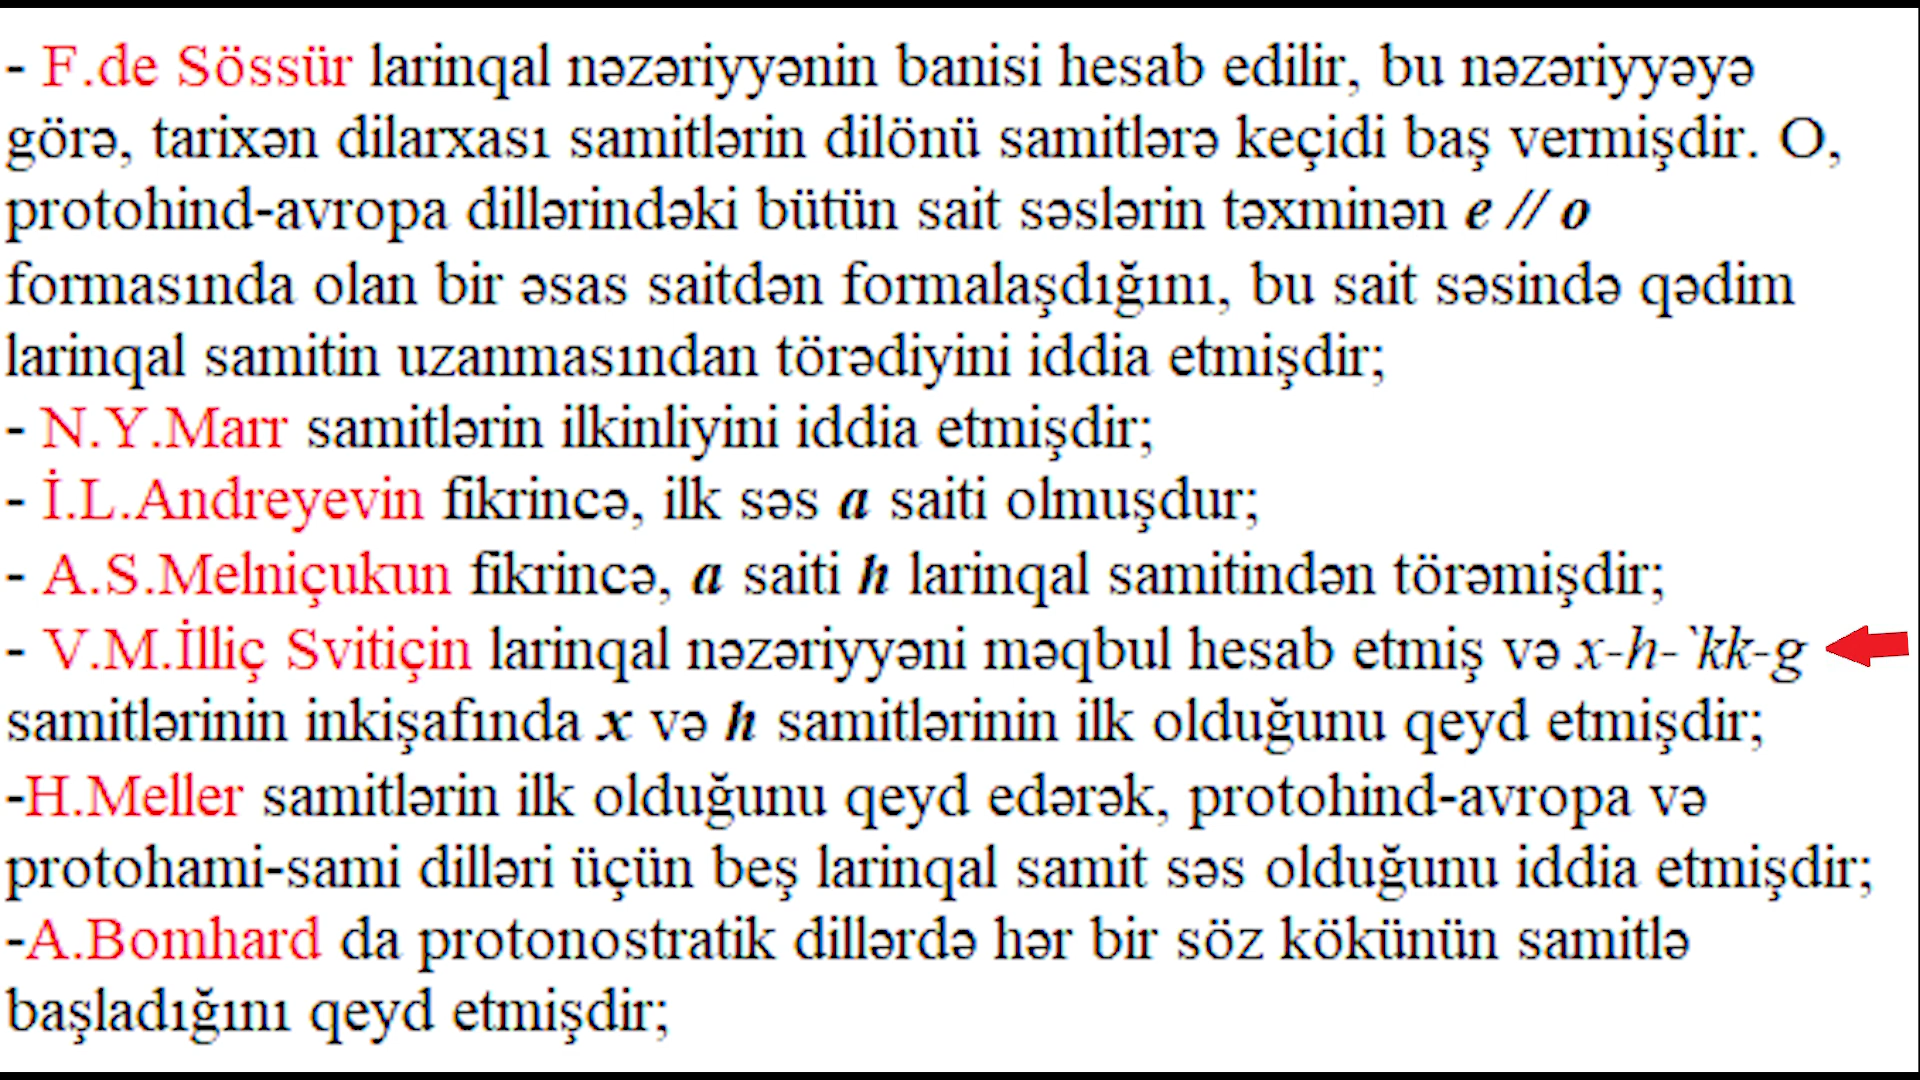 - F.de Sössür larinqal nəzəriyyənin banisi hesab edilir, bu nəzəriyyəyə
görə, tarixən dilarxası samitlərin dilönü samitlərə keçidi baş vermişdir. O,
protohind-avropa dillərindəki bütün sait səslərin təxminən e // o
formasında olan bir əsas saitdən formalaşdığını, bu sait səsində qədim
larinqal samitin uzanmasından törədiyini iddia etmişdir;
- N.Y.Marr samitlərin ilkinliyini iddia etmişdir;
- İ.L.Andreyevin fikrincə, ilk səs a saiti olmuşdur;
- A.S.Melniçukun fikrincə, a saiti h larinqal samitindən törəmişdir;
- V.M.İlliç Svitiçin larinqal nəzəriyyəni məqbul hesab etmiş və x-h-`kk-g
samitlərinin inkişafında x və h samitlərinin ilk olduğunu qeyd etmişdir;
-H.Meller samitlərin ilk olduğunu qeyd edərək, protohind-avropa və
protohami-sami dilləri üçün beş larinqal samit səs olduğunu iddia etmişdir;
-A.Bomhard da protonostratik dillərdə hər bir söz kökünün samitlə
başladığını qeyd etmişdir;